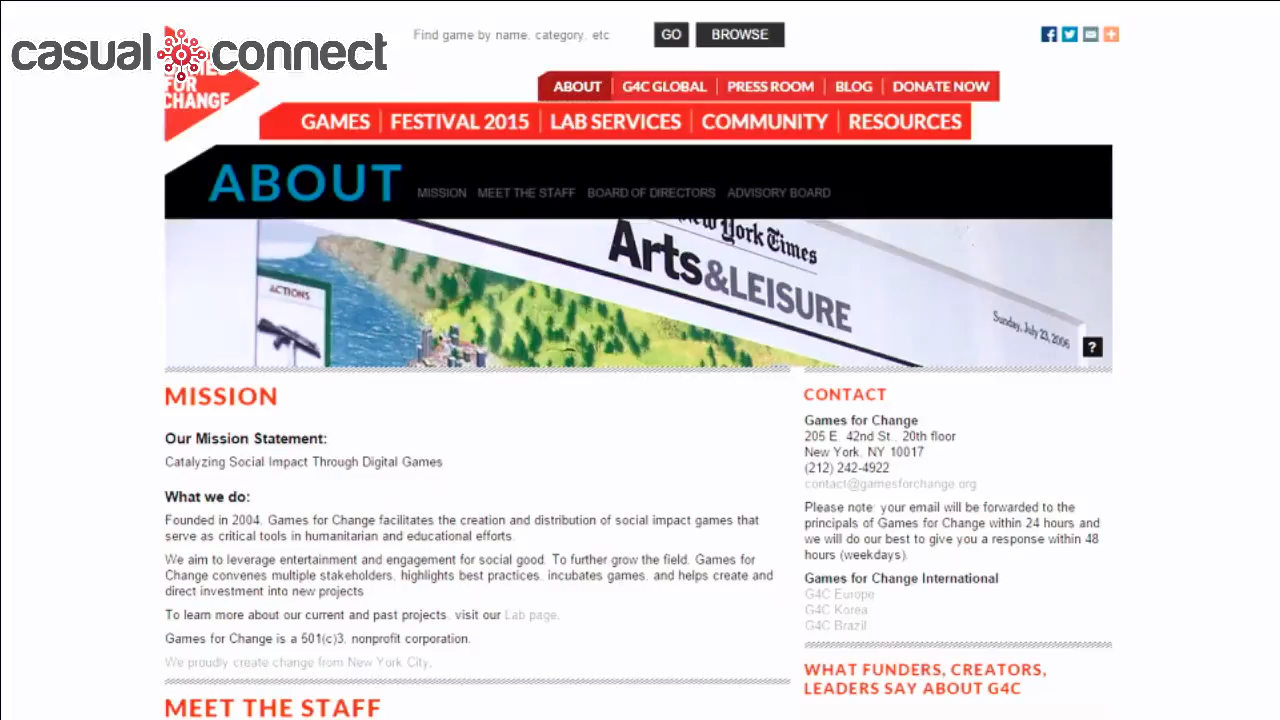 casual connect
FOR
CHANGE
Find game by name, category, etc
GO
BROWSE
ABOUT
G4C GLOBAL
PRESS ROOM
BLOG
DONATE NOW
GAMES
FESTIVAL 2015
LAB SERVICES
COMMUNITY
RESOURCES
ABOUT
MISSION
MEET THE STAFF
BOARD OF DIRECTORS
ADVISORY BOARD
New York Times
Arts&LEISURE
ACTIONS
Sunday, July 23, 2006
?
MISSION
Our Mission Statement:
Catalyzing Social Impact Through Digital Games
What we do:
Founded in 2004, Games for Change facilitates the creation and distribution of social impact games that
serve as critical tools in humanitarian and educational efforts.
We aim to leverage entertainment and engagement for social good. To further grow the field, Games for
Change convenes multiple stakeholders, highlights best practices, incubates games, and helps create and
direct investment into new projects
To learn more about our current and past projects, visit our Lab page.
Games for Change is a 501(c)3, nonprofit corporation.
We proudly create change from New York City.
MEET THE STAFF
CONTACT
Games for Change
205 E. 42nd St., 20th floor
New York, NY 10017
(212) 242-4922
contact@gamesforchange.org
Please note: your email will be forwarded to the
principals of Games for Change within 24 hours and
we will do our best to give you a response within 48
hours (weekdays).
Games for Change International
G4C Europe
G4C Korea
G4C Brazil
WHAT FUNDERS, CREATORS,
LEADERS SAY ABOUT G4C